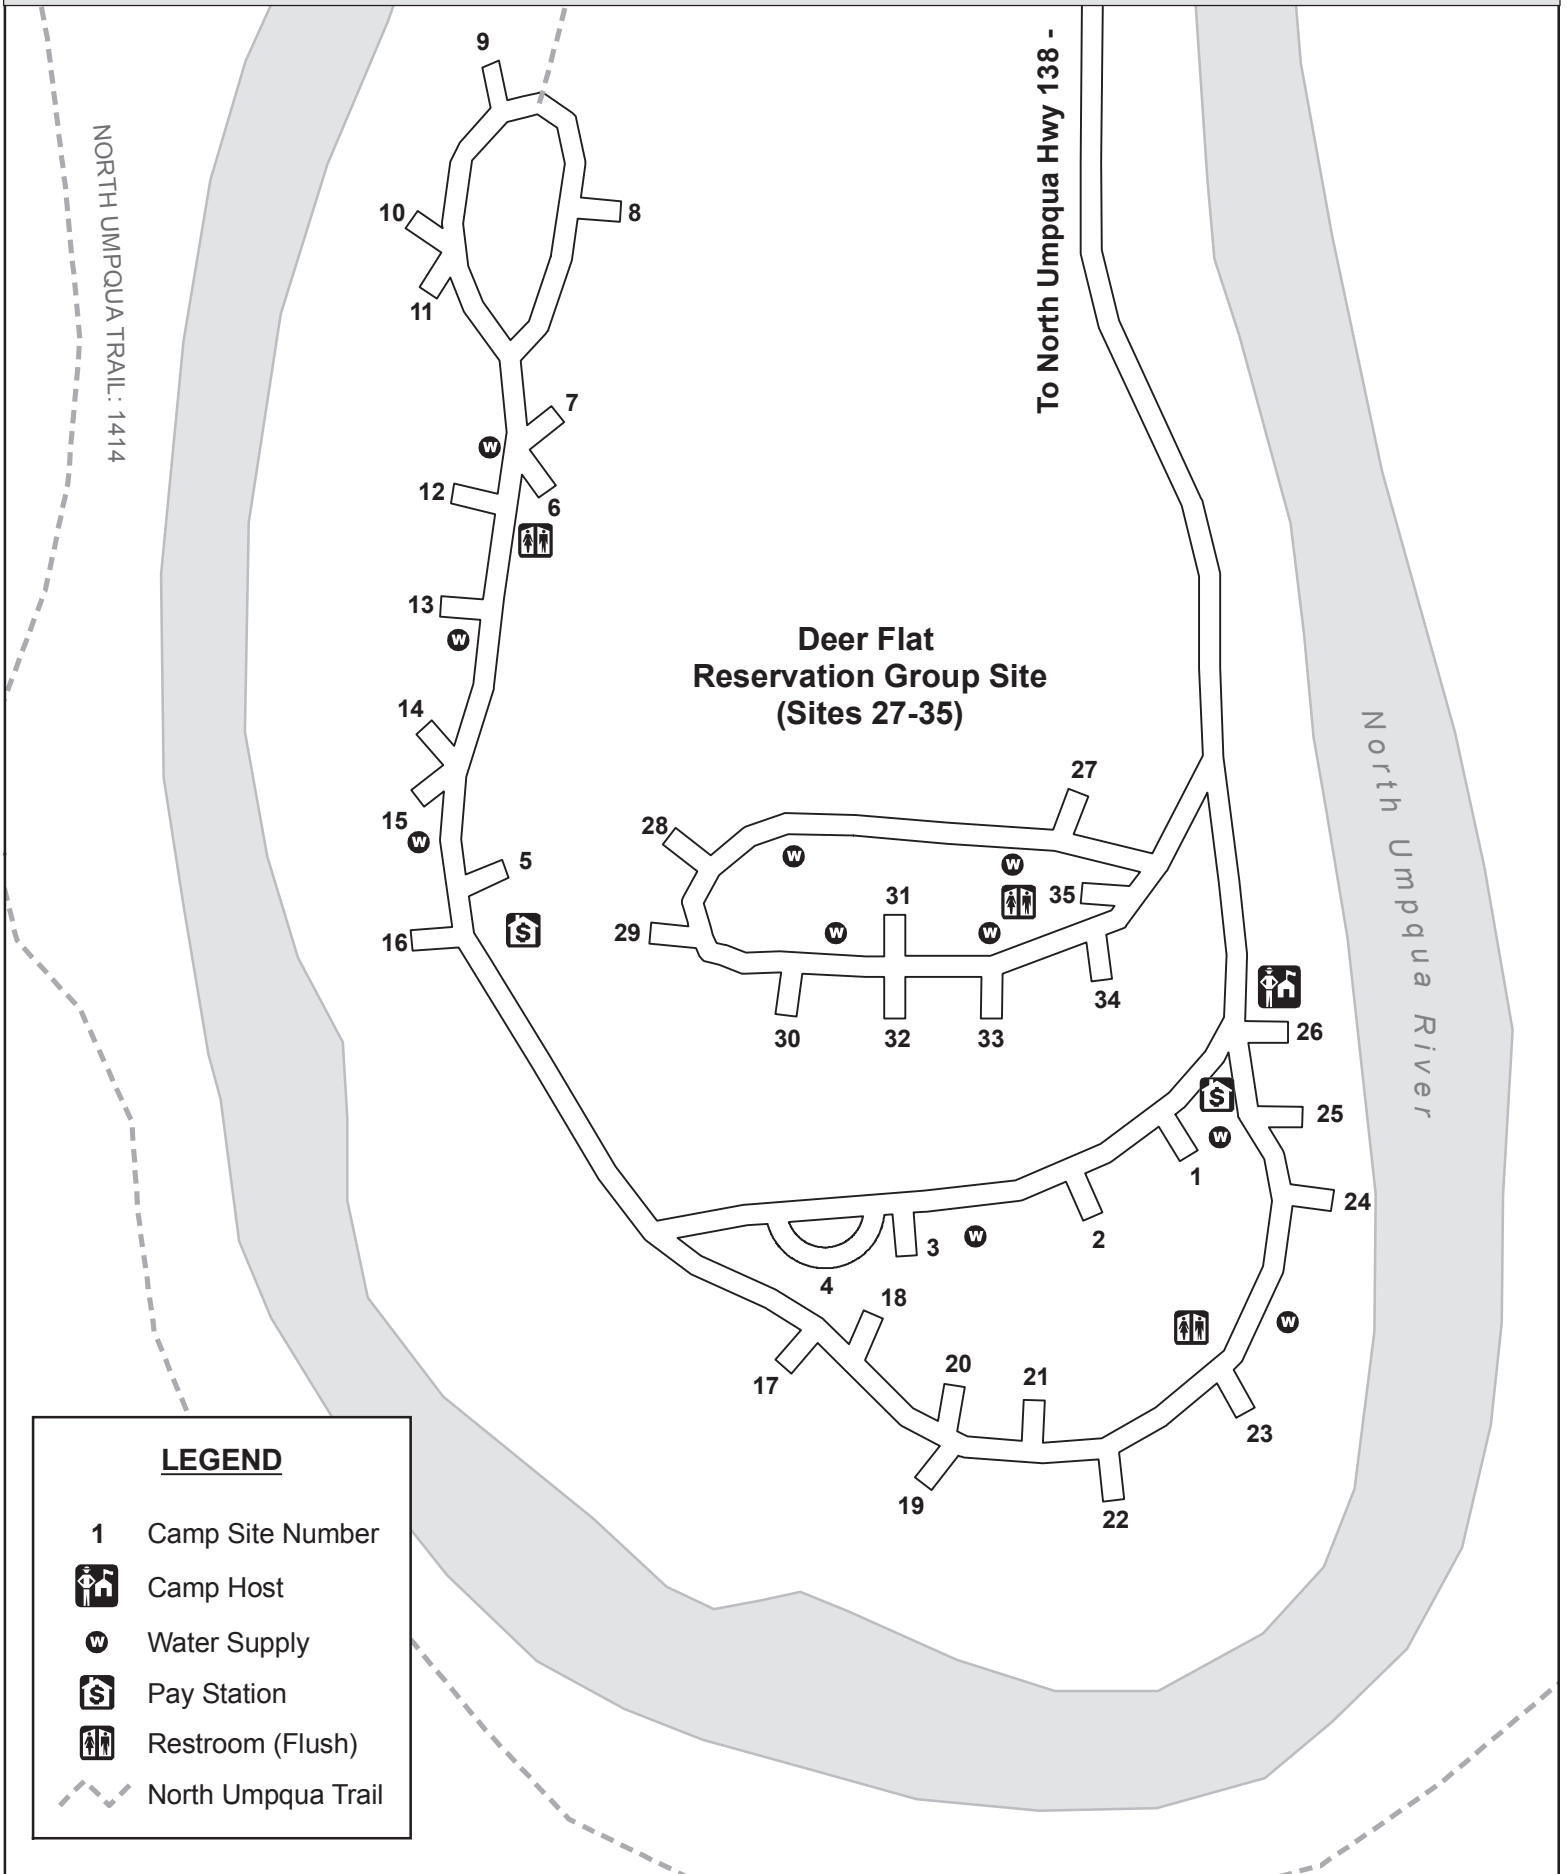 9
To North Umpqua Hwy 138 -
NORTH UMPQUA TRAIL: 1414
10
8
11
7
W
12
6
13
W
Deer Flat
Reservation Group Site
(Sites 27-35)
14
North Umpqua River
27
15
28
W
W
W
5
31
35
$
29
W
W
16
26
34
30
32
33
$
25
W
1
24
2
W
3
4
18
W
20
21
17
23
19
22
LEGEND
1 Camp Site Number
Camp Host
W Water Supply
$ Pay Station
Restroom (Flush)
North Umpqua Trail